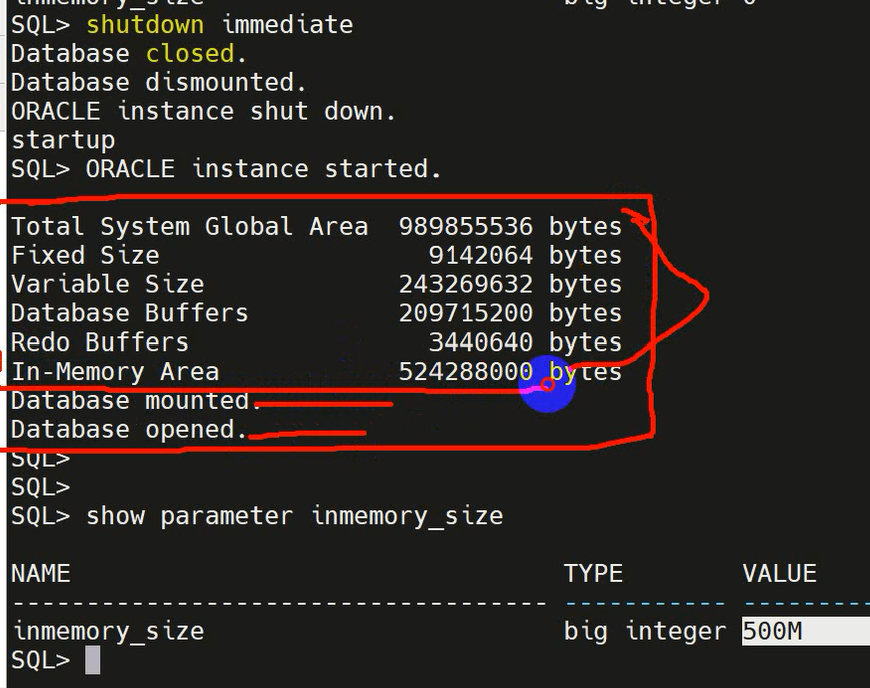 inmemory_size                        big integer 0
SQL> shutdown immediate
Database closed.
Database dismounted.
ORACLE instance shut down.
startup
SQL> ORACLE instance started.

Total System Global Area  989855536 bytes
Fixed Size                  9142064 bytes
Variable Size             243269632 bytes
Database Buffers          209715200 bytes
Redo Buffers                3440640 bytes
In-Memory Area            524288000 bytes
Database mounted.
Database opened.
SQL>
SQL>
SQL> show parameter inmemory_size

NAME                                 TYPE        VALUE
------------------------------------ ----------- ---------
inmemory_size                        big integer 500M
SQL>